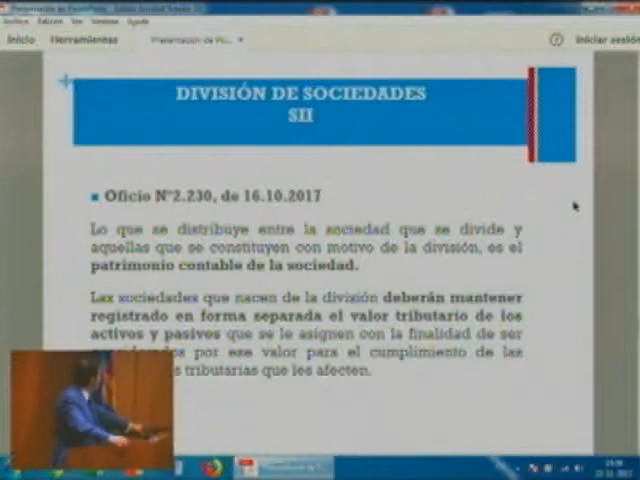 Inicio Herramientas Presentación de Po... Iniciar sesión
DIVISIÓN DE SOCIEDADES
SII
Oficio N°2.230, de 16.10.2017
Lo que se distribuye entre la sociedad que se divide y
aquellas que se constituyen con motivo de la división, es el
patrimonio contable de la sociedad.
Las sociedades que nacen de la división deberán mantener
registrado en forma separada el valor tributario de los
activos y pasivos que se le asignen con la finalidad de ser
por ese valor para el cumplimiento de las
tributarias que les afecten.